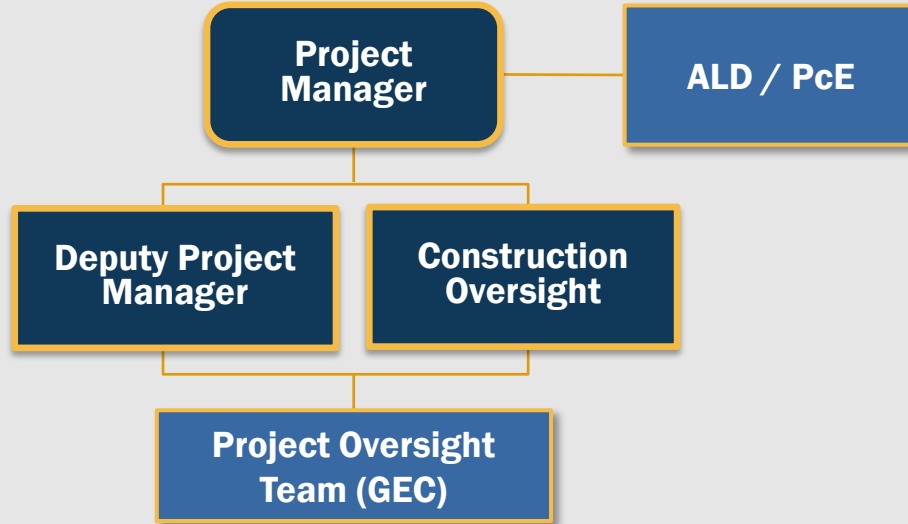 Project
Manager
ALD / PcE
Deputy Project
Manager
Construction
Oversight
Project Oversight
Team (GEC)